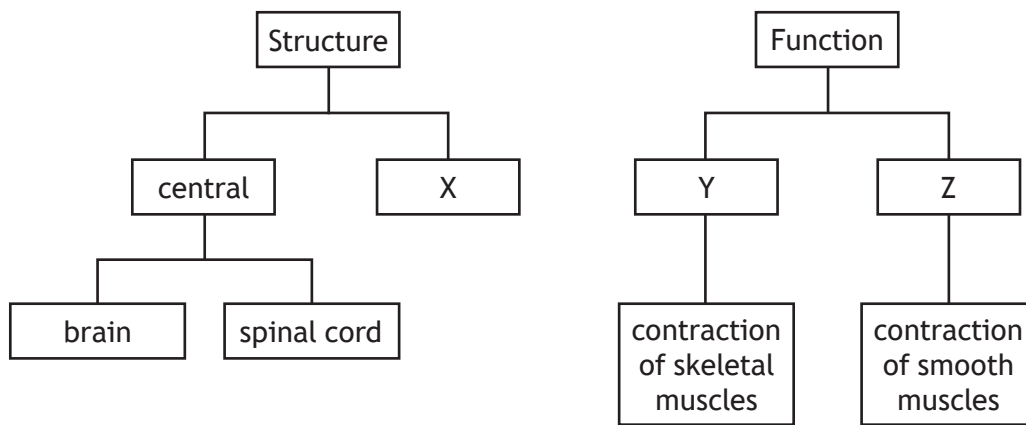 Structure
central
X
brain
spinal cord
Function
Y
Z
contraction
of skeletal
muscles
contraction
of smooth
muscles